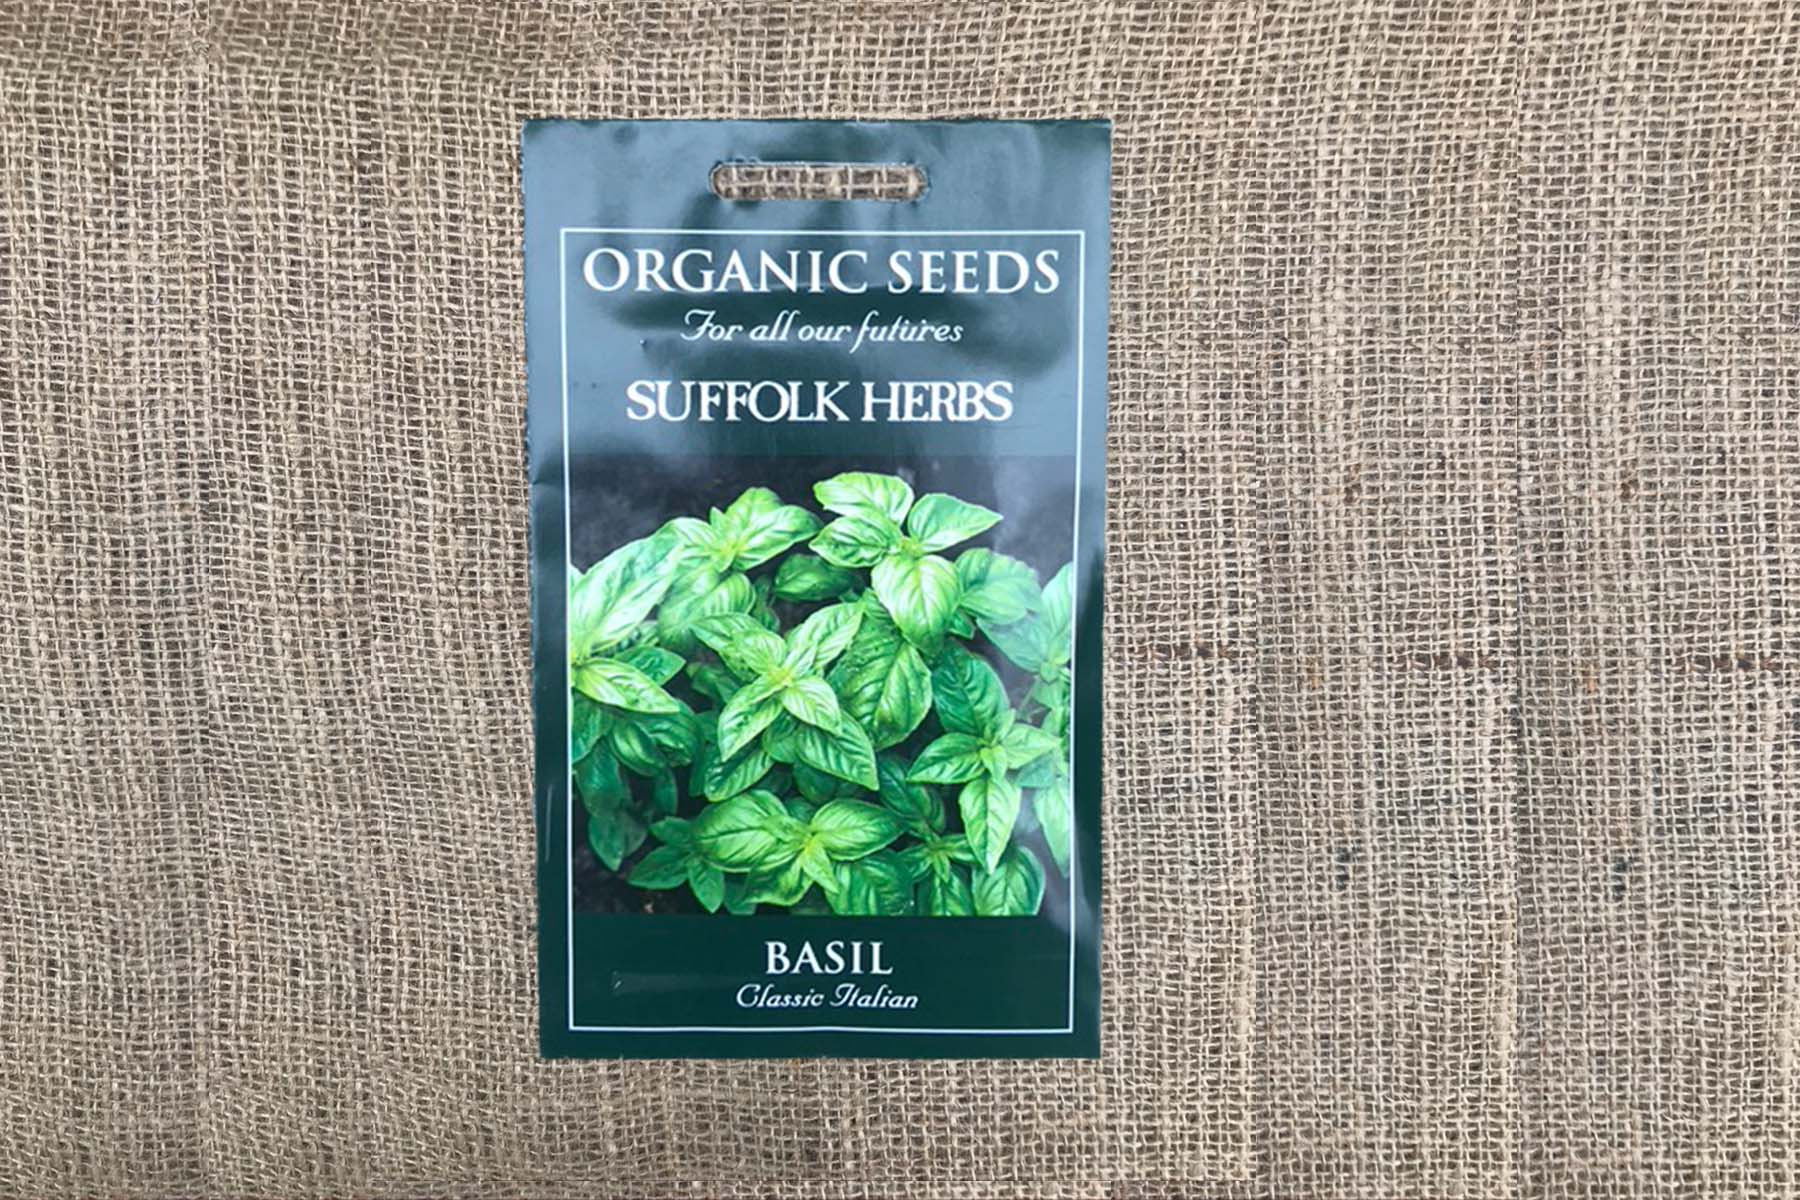 ORGANIC SEEDS
For all our futures
SUFFOLK HERBS
BASIL
Classic Italian